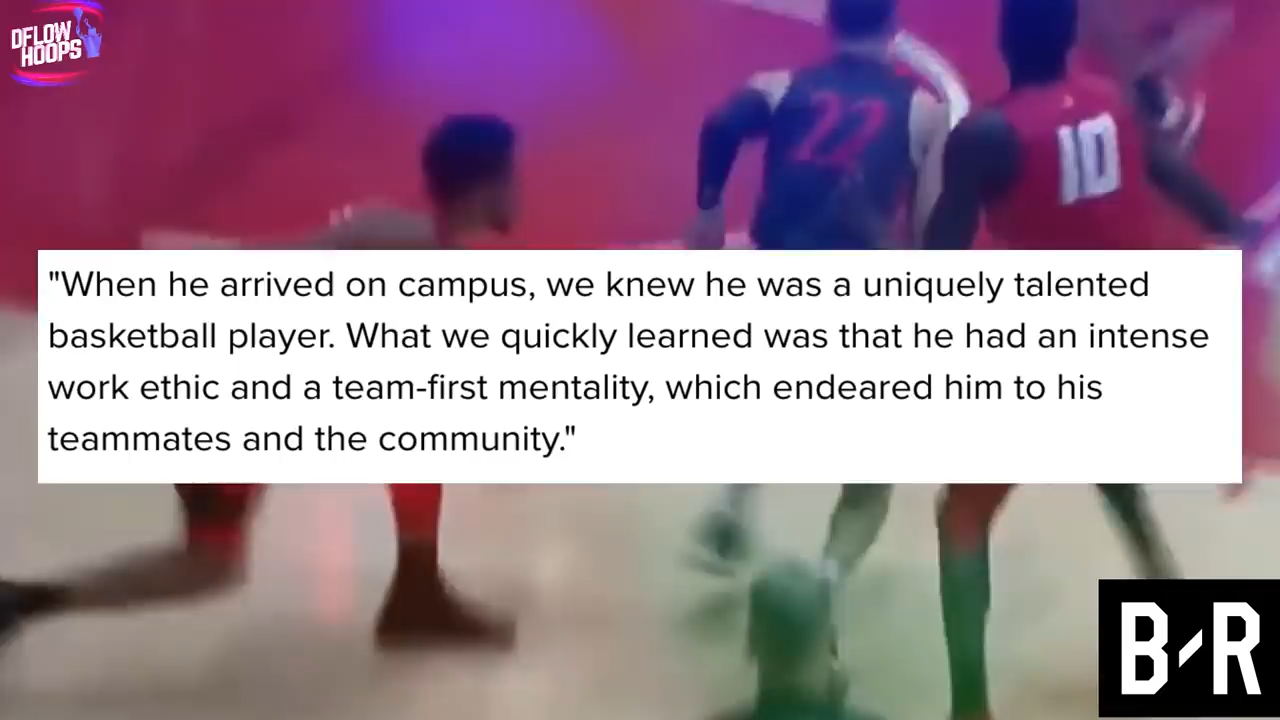 DFLOW
HOOPS
22
10
"When he arrived on campus, we knew he was a uniquely talented
basketball player. What we quickly learned was that he had an intense
work ethic and a team-first mentality, which endeared him to his
teammates and the community."
B/R